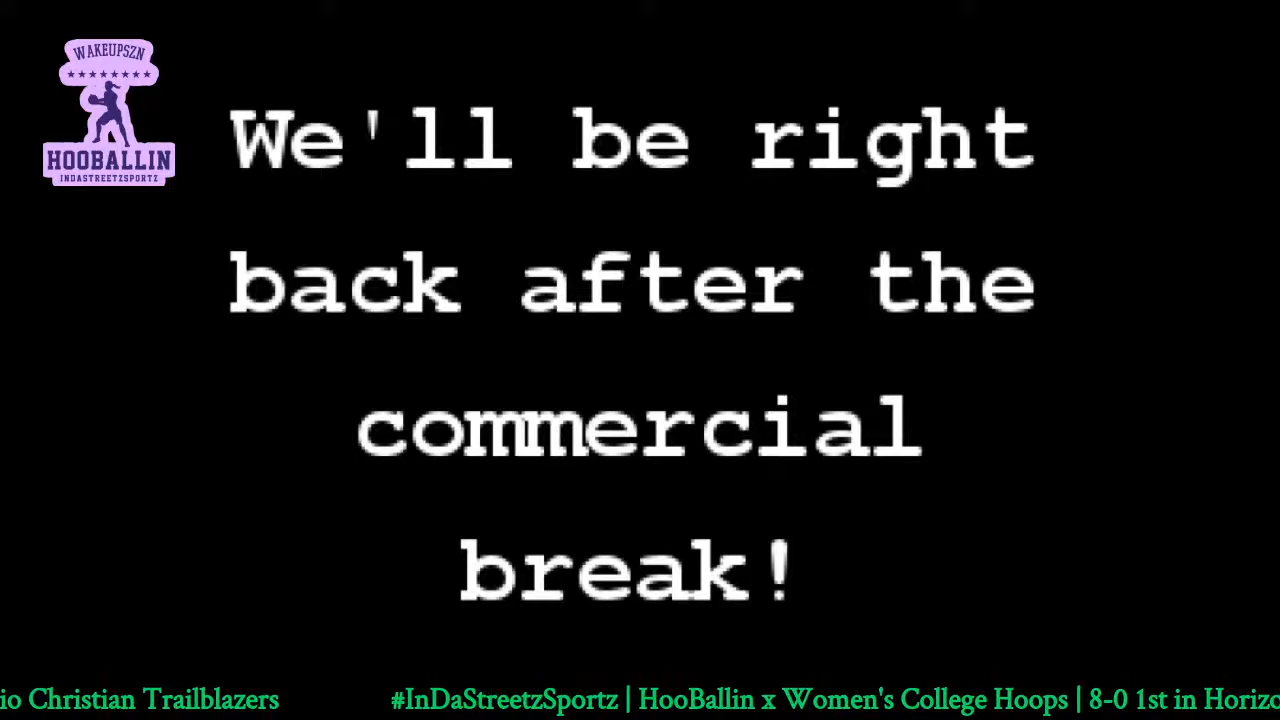 WAKEUPSZN
HOOBALLIN
INDASTREETZSPORTZ
We'll be right
back after the
commercial
break!
io Christian Trailblazers #InDaStreetzSportz | HooBallin x Women's College Hoops | 8-0 1st in Horizo